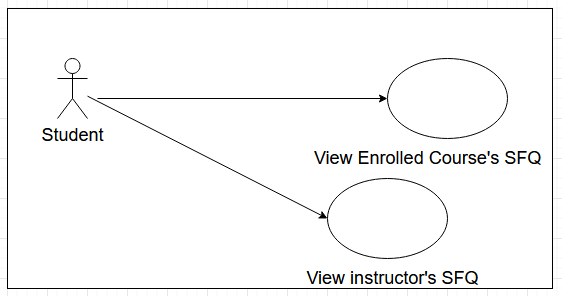 Student
View Enrolled Course's SFQ
View instructor's SFQ